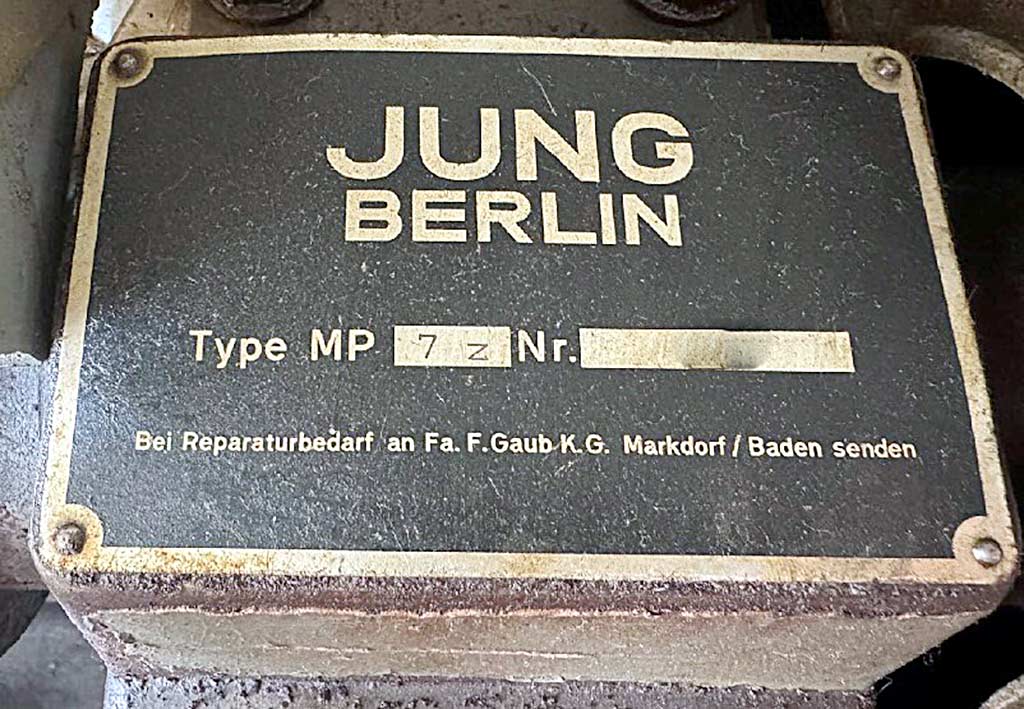 JUNG
BERLIN
Type MP 7 z Nr.
Bei Reparaturbedarf an Fa. F. Gaub K.G. Markdorf / Baden senden